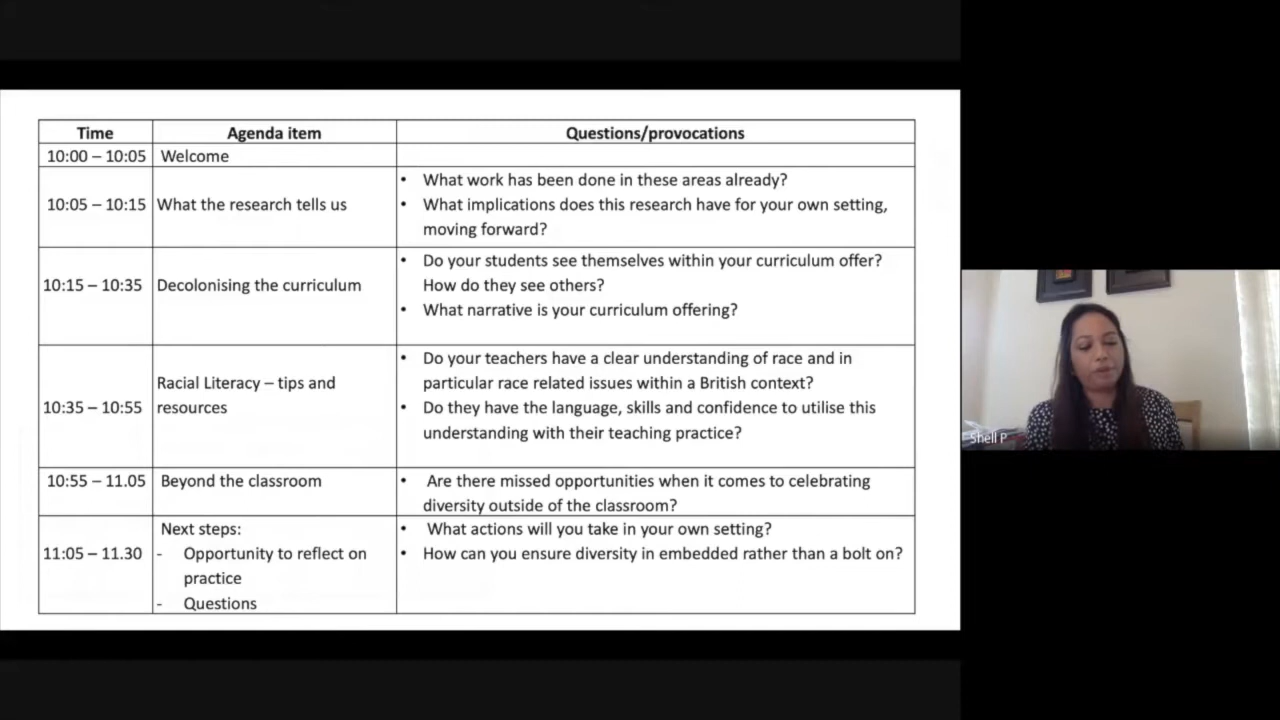 Time Agenda item Questions/provocations
10:00 – 10:05 Welcome
10:05 – 10:15 What the research tells us
• What work has been done in these areas already?
• What implications does this research have for your own setting,
moving forward?
10:15 – 10:35 Decolonising the curriculum
• Do your students see themselves within your curriculum offer?
How do they see others?
• What narrative is your curriculum offering?
10:35 – 10:55
Racial Literacy – tips and
resources
• Do your teachers have a clear understanding of race and in
particular race related issues within a British context?
• Do they have the language, skills and confidence to utilise this
understanding with their teaching practice?
10:55 – 11.05 Beyond the classroom
• Are there missed opportunities when it comes to celebrating
diversity outside of the classroom?
11:05 – 11.30
Next steps:
- Opportunity to reflect on
practice
- Questions
• What actions will you take in your own setting?
• How can you ensure diversity in embedded rather than a bolt on?
Shell P